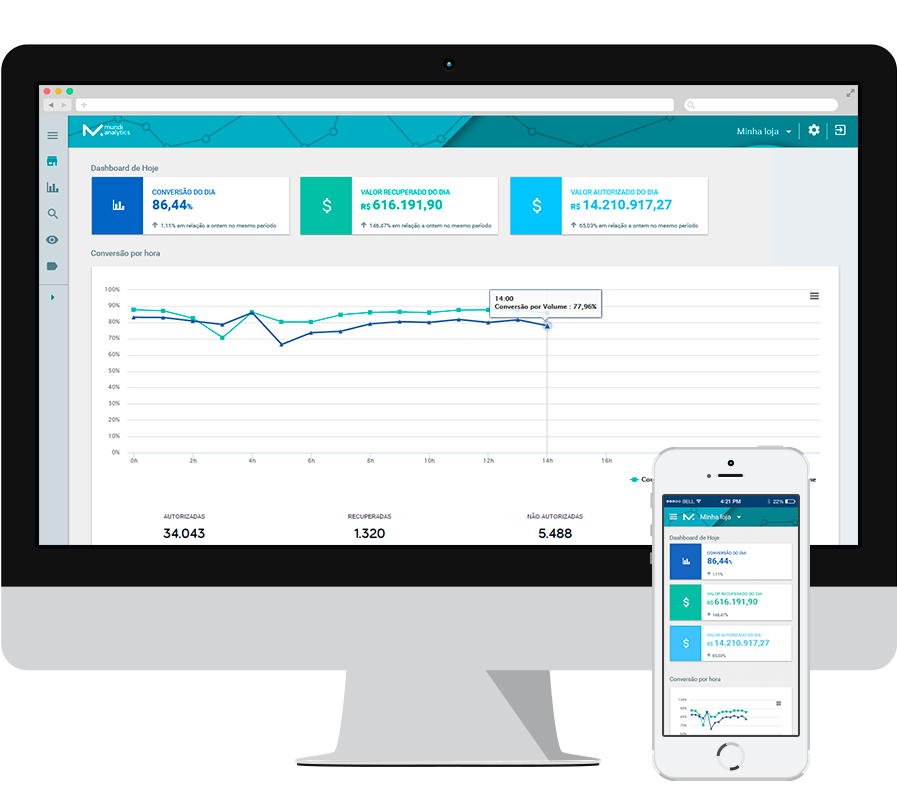 mundi
analytics
Minha loja
Dashboard de Hoje
CONVERSÃO DO DIA
86,44%
1,11% em relação a ontem no mesmo período
VALOR RECUPERADO DO DIA
R$ 616.191,90
146,47% em relação a ontem no mesmo período
VALOR AUTORIZADO DO DIA
R$ 14.210.917,27
65,03% em relação a ontem no mesmo período
Conversão por hora
14:00
Conversão por Volume : 77,96%
100%
90%
80%
70%
60%
50%
40%
30%
20%
10%
0%
0h 2h 4h 6h 8h 10h 12h 14h 16h
AUTORIZADAS
34.043
RECUPERADAS
1.320
NÃO AUTORIZADAS
5.488
BELL 4:21 PM 22%
Minha loja
Dashboard de Hoje
CONVERSÃO DO DIA
86,44%
1,11%
VALOR RECUPERADO DO DIA
R$ 616.191,90
146,47%
VALOR AUTORIZADO DO DIA
R$ 14.210.917,27
65,03%
Conversão por hora
100%
90%
80%
70%